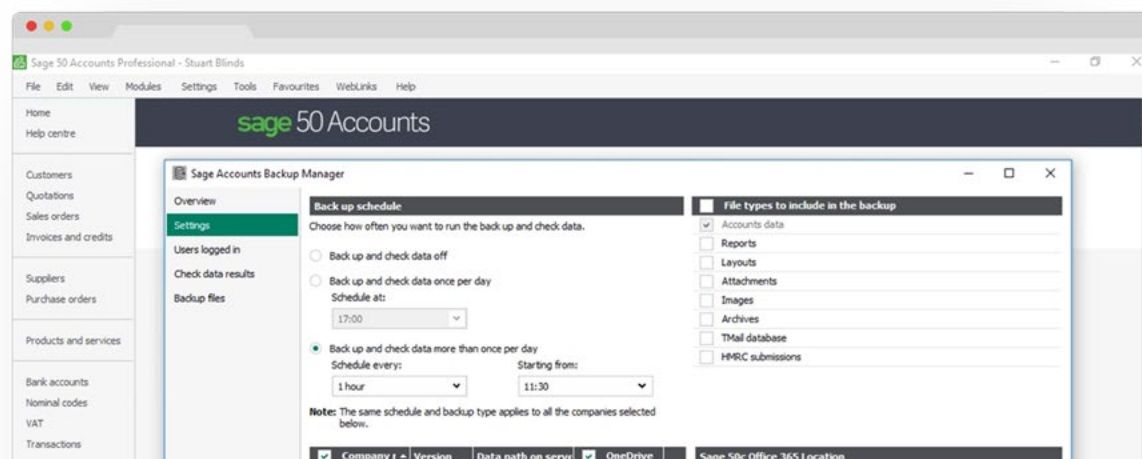 Sage 50 Accounts Professional - Stuart Blinds
File Edit View Modules Settings Tools Favourites WebLinks Help
Home
Help centre
sage 50 Accounts
Customers
Quotations
Sales orders
Invoices and credits
Suppliers
Purchase orders
Products and services
Bank accounts
Nominal codes
VAT
Transactions
Sage Accounts Backup Manager
Overview
Settings
Users logged in
Check data results
Backup files
Back up schedule
Choose how often you want to run the back up and check data.
Back up and check data off
Back up and check data once per day
Schedule at:
17:00
Back up and check data more than once per day
Schedule every: Starting from:
1 hour 11:30
Note: The same schedule and backup type applies to all the companies selected
below.
File types to include in the backup
Accounts data
Reports
Layouts
Attachments
Images
Archives
TMail database
HMRC submissions
Company Version Data path on serve OneDrive
Sage 50c Office 365 Location